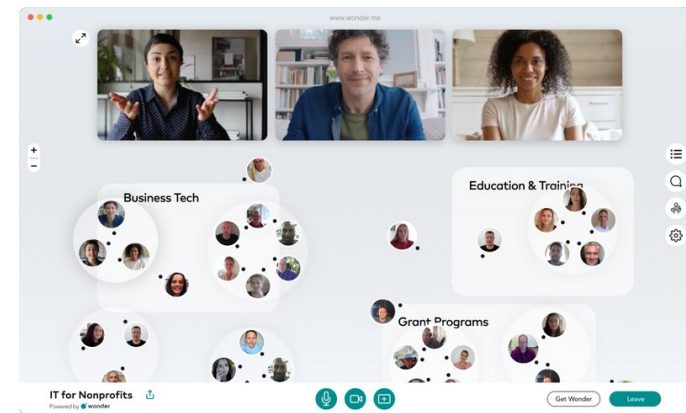 www.wonder.me
Business Tech
Education & Training
Grant Programs
IT for Nonprofits
Powered by wonder
Get Wonder
Leave